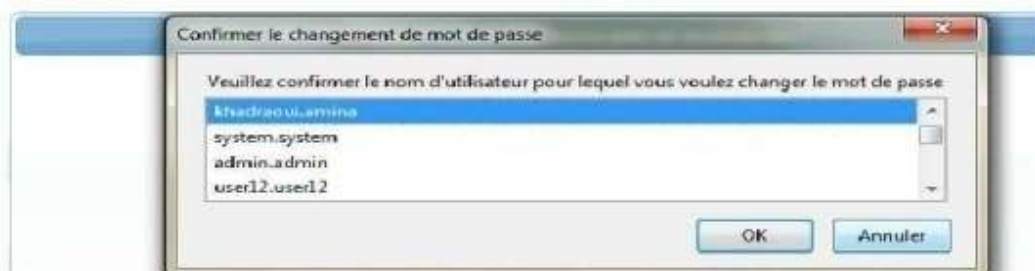 Confirmer le changement de mot de passe
Veuillez confirmer le nom d'utilisateur pour lequel vous voulez changer le mot de passe
khadraoui.amina
system.system
admin.admin
user12.user12
OK
Annuler